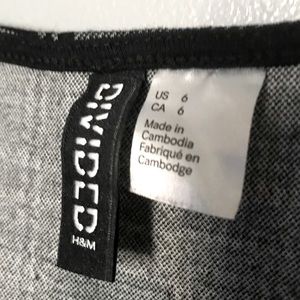 DIVIDED
H&M
US 6
CA 6
Made in
Cambodia
Fabriqué en
Cambodge